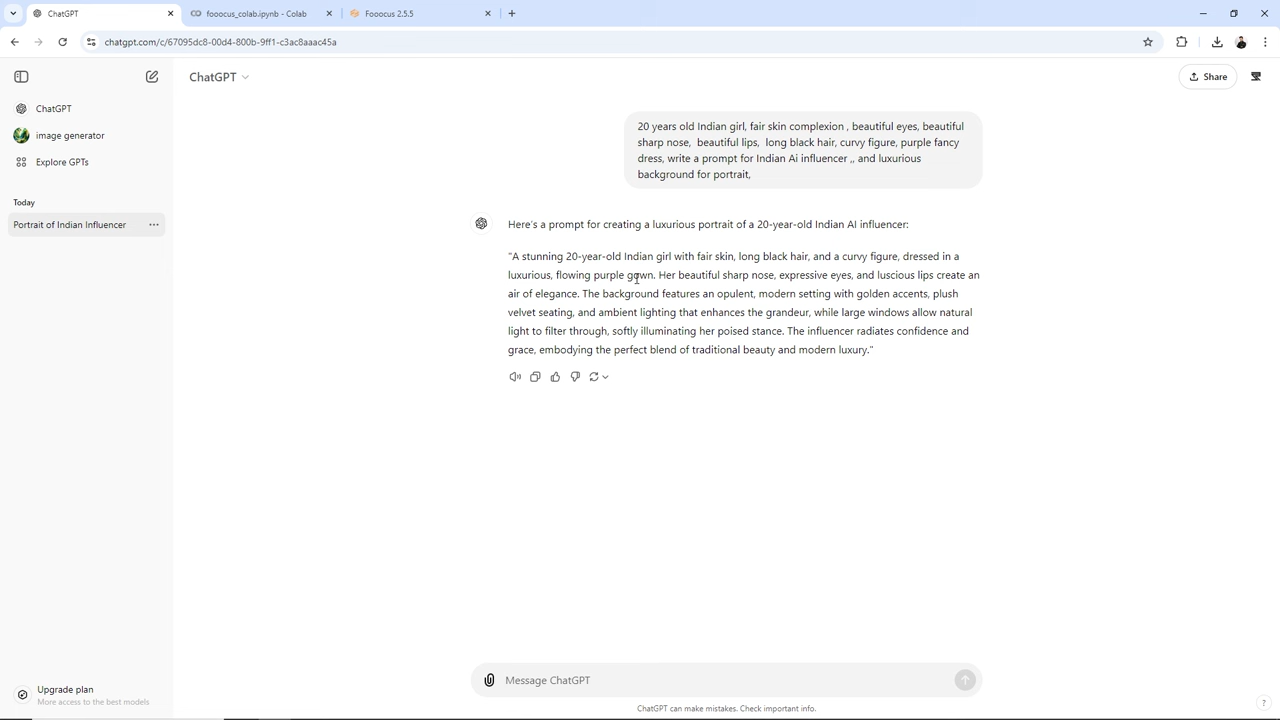 ChatGPT
fooocus_colab.ipynb - Colab
Fooocus 2.5.5
chatgpt.com/c/67095dc8-00d4-800b-9ff1-c3ac8aaac45a
ChatGPT
Share
ChatGPT
image generator
Explore GPTs
Today
Portrait of Indian Influencer
20 years old Indian girl, fair skin complexion , beautiful eyes, beautiful
sharp nose,  beautiful lips,  long black hair, curvy figure, purple fancy
dress, write a prompt for Indian Ai influencer ,, and luxurious
background for portrait,
Here's a prompt for creating a luxurious portrait of a 20-year-old Indian AI influencer:
"A stunning 20-year-old Indian girl with fair skin, long black hair, and a curvy figure, dressed in a
luxurious, flowing purple gown. Her beautiful sharp nose, expressive eyes, and luscious lips create an
air of elegance. The background features an opulent, modern setting with golden accents, plush
velvet seating, and ambient lighting that enhances the grandeur, while large windows allow natural
light to filter through, softly illuminating her poised stance. The influencer radiates confidence and
grace, embodying the perfect blend of traditional beauty and modern luxury."
Message ChatGPT
Upgrade plan
More access to the best models
ChatGPT can make mistakes. Check important info.
?